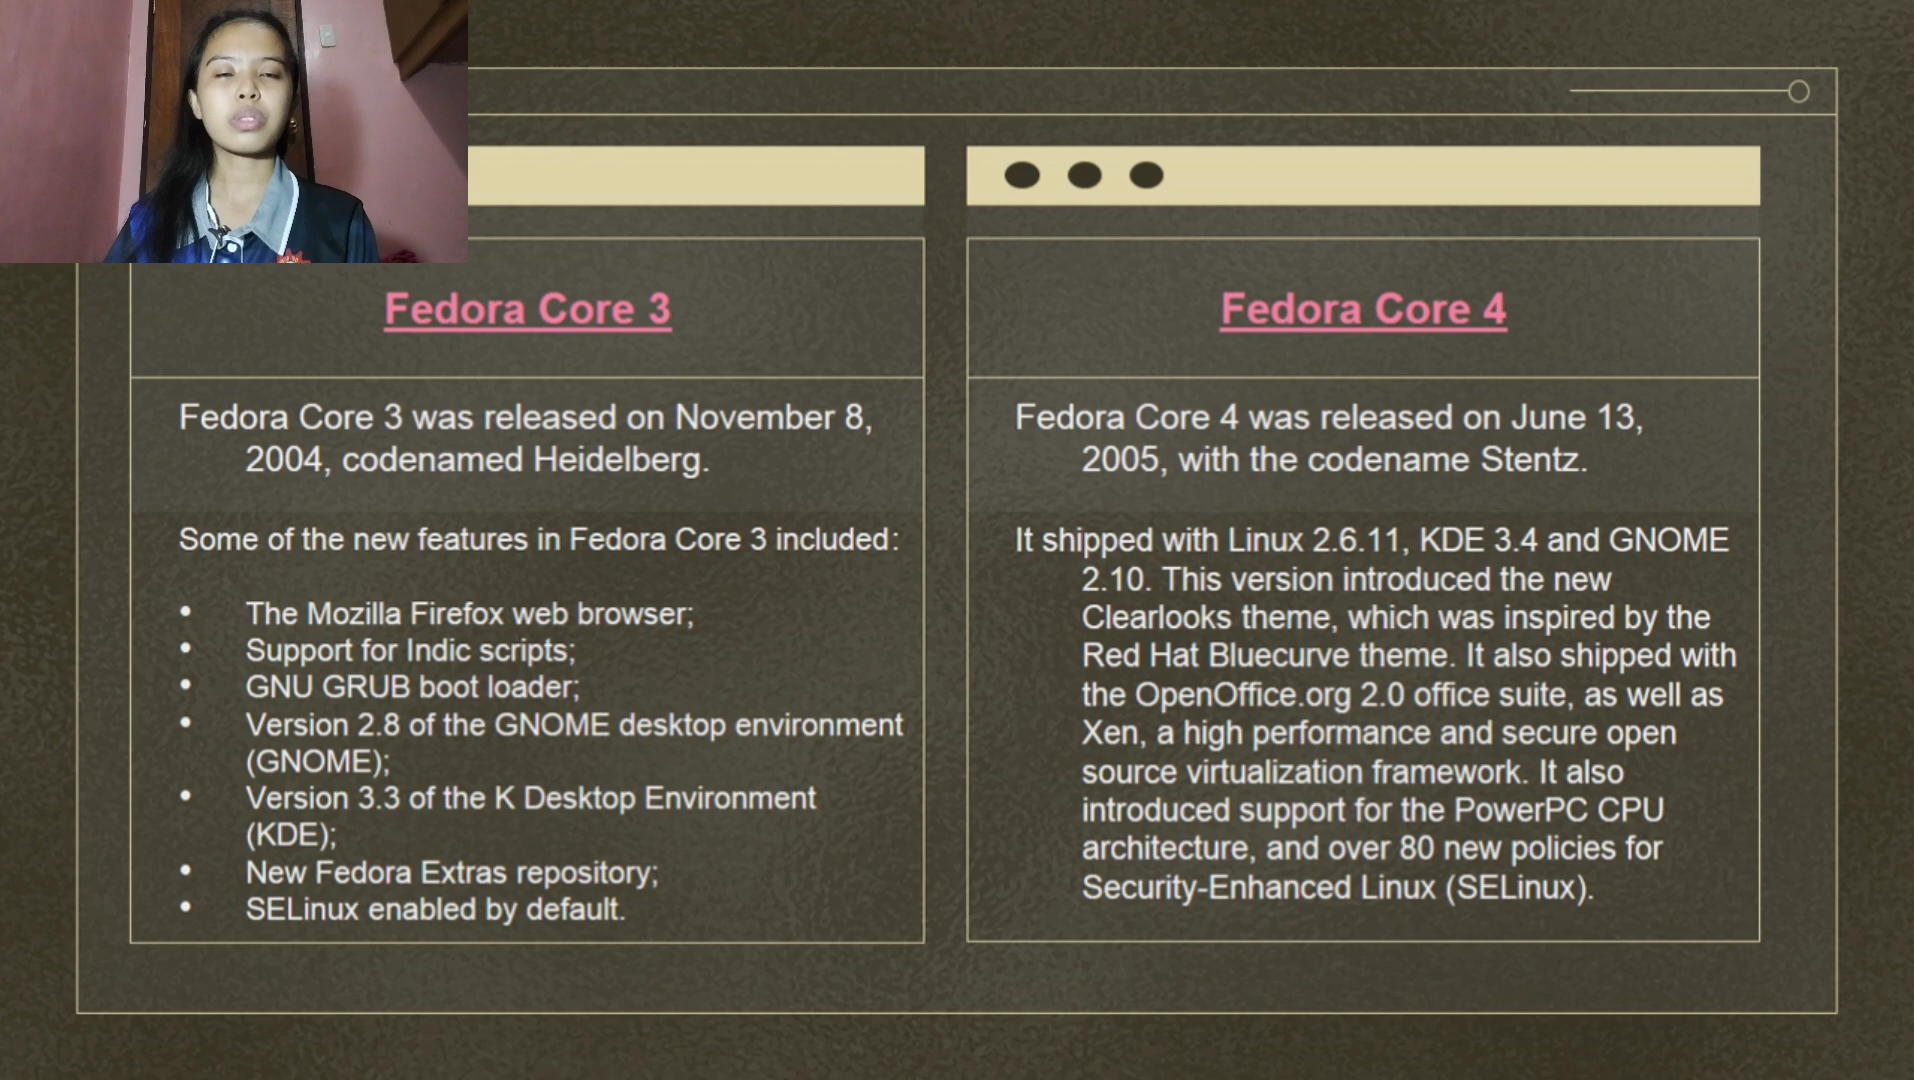 Fedora Core 3
Fedora Core 3 was released on November 8,
2004, codenamed Heidelberg.
Some of the new features in Fedora Core 3 included:
• The Mozilla Firefox web browser;
• Support for Indic scripts;
• GNU GRUB boot loader;
• Version 2.8 of the GNOME desktop environment
(GNOME);
• Version 3.3 of the K Desktop Environment
(KDE);
• New Fedora Extras repository;
• SELinux enabled by default.
Fedora Core 4
Fedora Core 4 was released on June 13,
2005, with the codename Stentz.
It shipped with Linux 2.6.11, KDE 3.4 and GNOME
2.10. This version introduced the new
Clearlooks theme, which was inspired by the
Red Hat Bluecurve theme. It also shipped with
the OpenOffice.org 2.0 office suite, as well as
Xen, a high performance and secure open
source virtualization framework. It also
introduced support for the PowerPC CPU
architecture, and over 80 new policies for
Security-Enhanced Linux (SELinux).